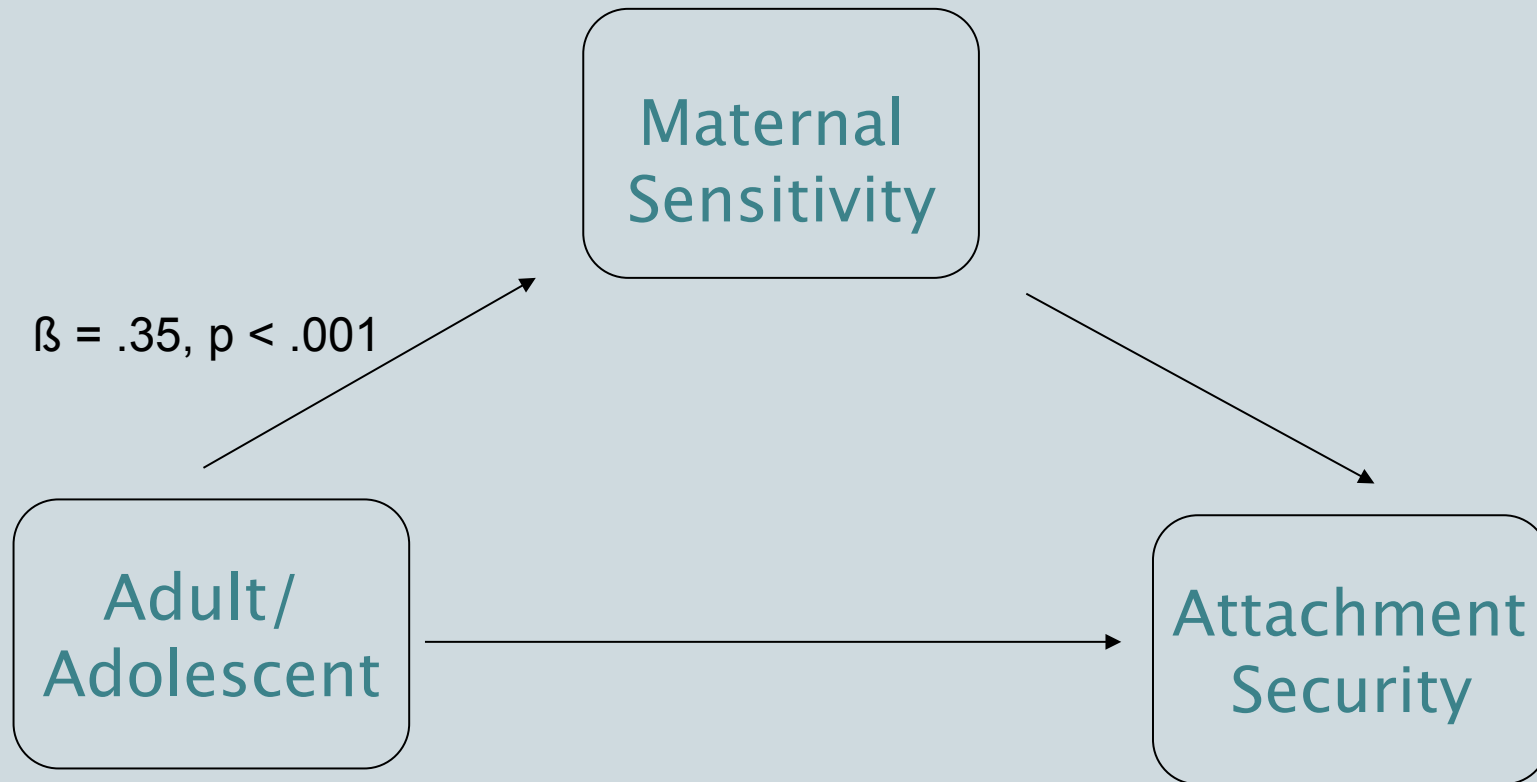 Maternal
Sensitivity
ß = .35, p < .001
Adult/
Adolescent
Attachment
Security